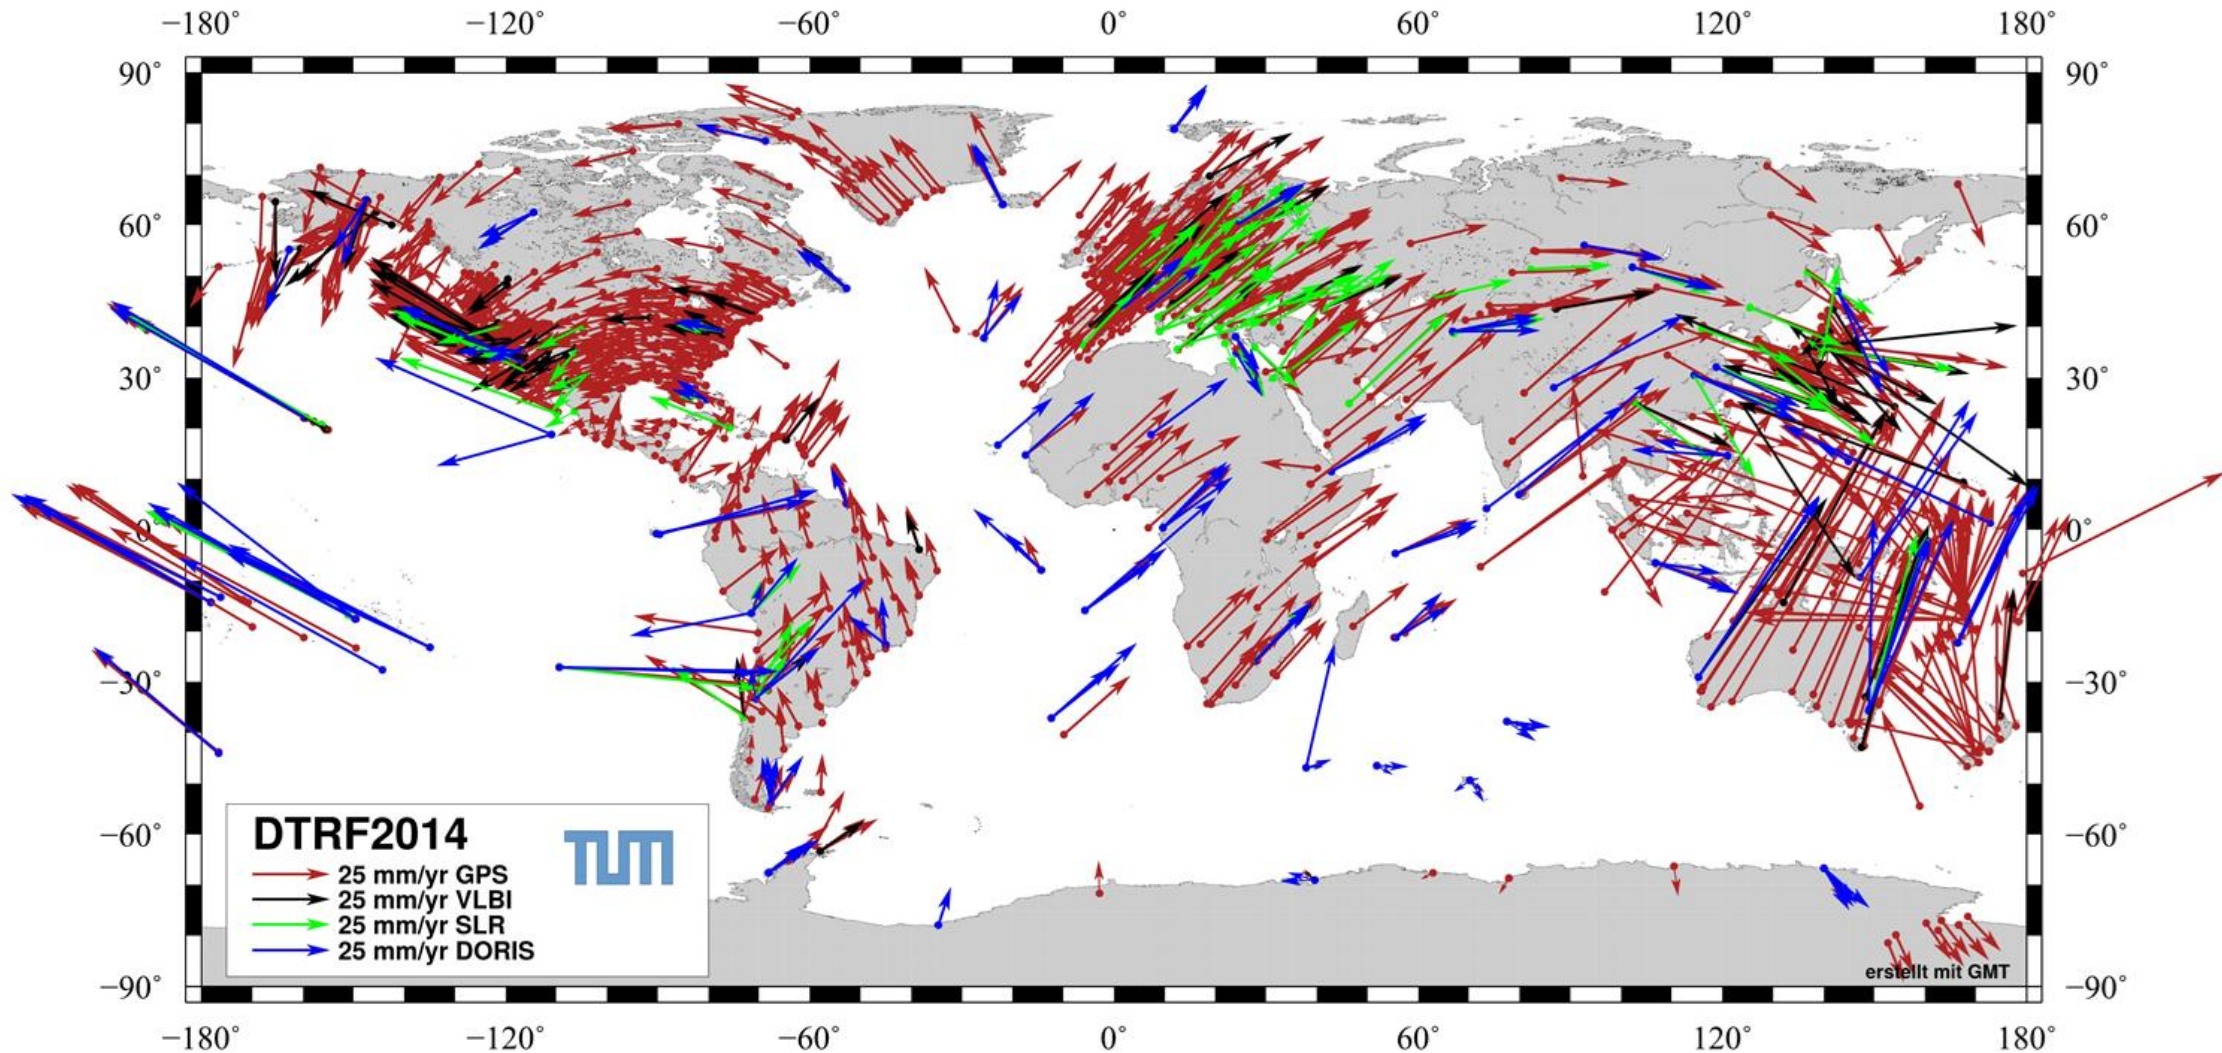 −180° −120° −60° 0° 60° 120° 180°
90° 90°
60° 60°
30° 30°
0° 0°
−30° −30°
−60° −60°
−90° −90°
DTRF2014 TUM
25 mm/yr GPS
25 mm/yr VLBI
25 mm/yr SLR
25 mm/yr DORIS
erstellt mit GMT
−180° −120° −60° 0° 60° 120° 180°